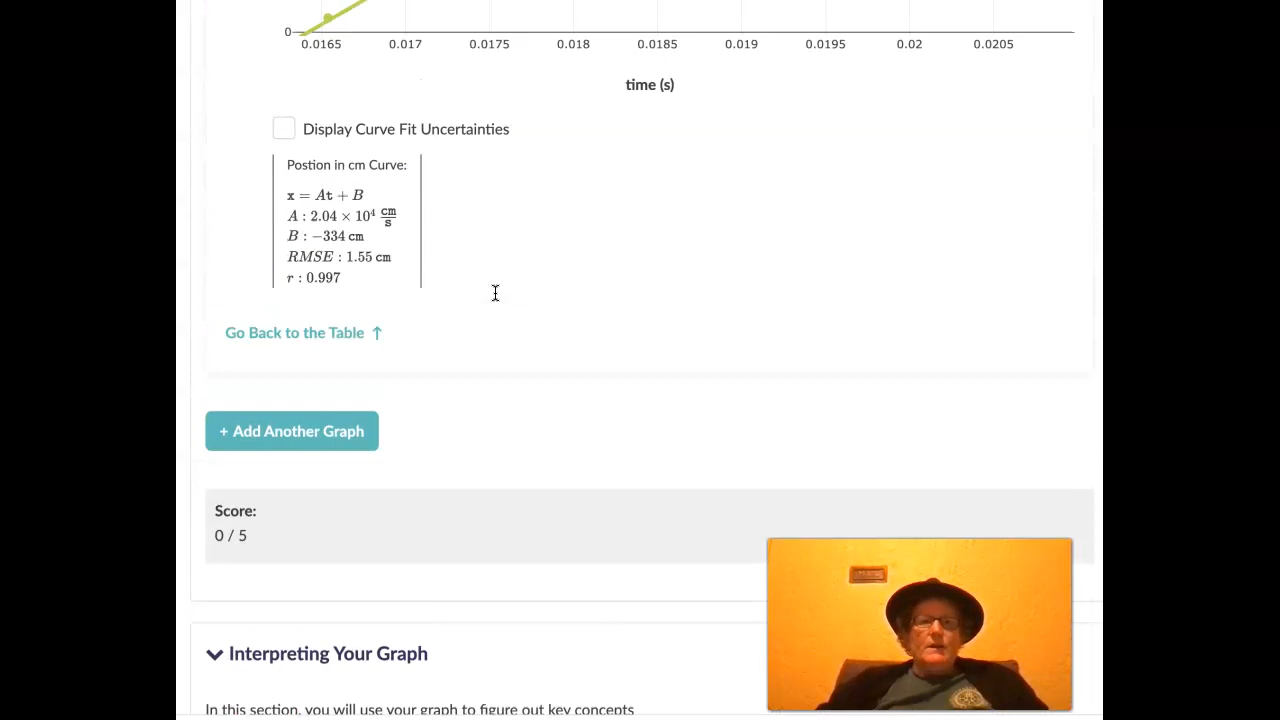 0
0.0165 0.017 0.0175 0.018 0.0185 0.019 0.0195 0.02 0.0205
time (s)
Display Curve Fit Uncertainties
Postion in cm Curve:
x = At + B
A : 2.04 × 10⁴ cm/s
B : −334 cm
RMSE : 1.55 cm
r : 0.997
Go Back to the Table ↑
+ Add Another Graph
Score:
0 / 5
Interpreting Your Graph
In this section, you will use your graph to figure out key concepts